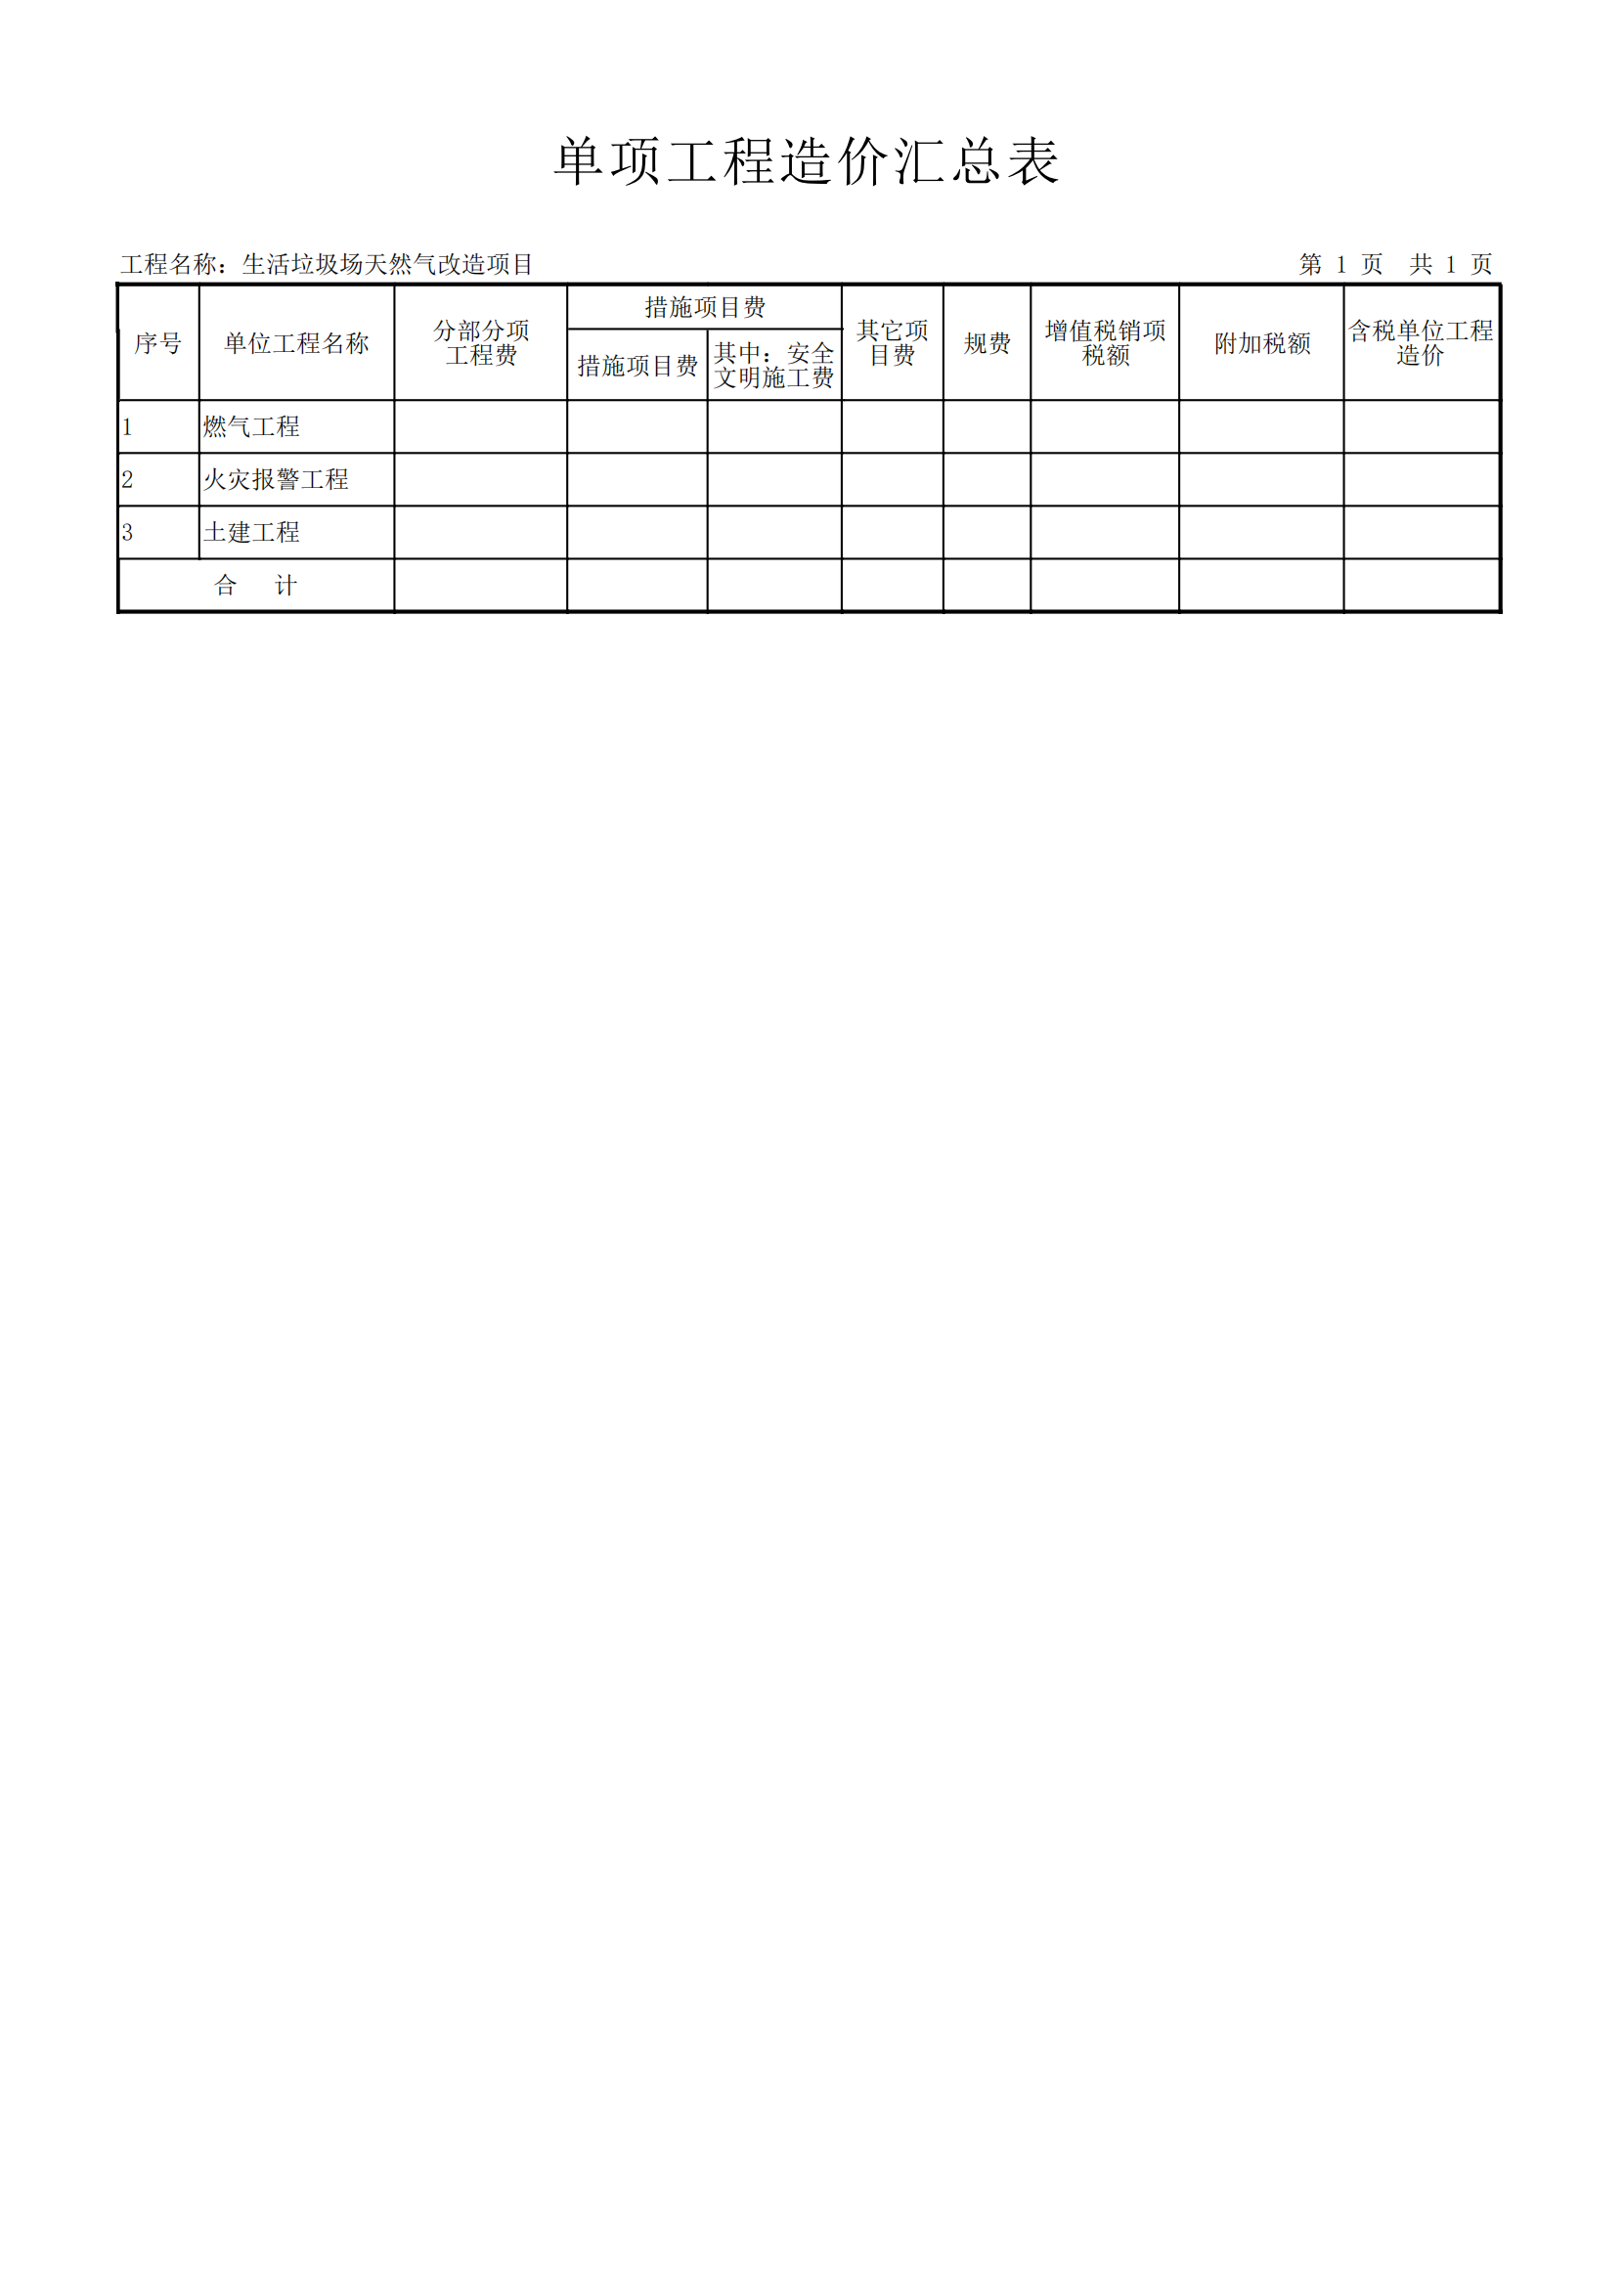 单项工程造价汇总表
工程名称：生活垃圾场天然气改造项目
第 1 页 共 1 页
序号
单位工程名称
分部分项
工程费
措施项目费
措施项目费
其中：安全
文明施工费
其它项
目费
规费
增值税销项
税额
附加税额
含税单位工程
造价
1
燃气工程
2
火灾报警工程
3
土建工程
合 计